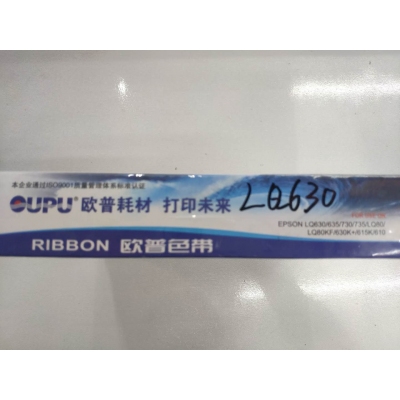 本企业通过ISO9001质量管理体系标准认证
OUPU® 欧普耗材 打印未来 LQ630
EPSON LQ630/635/730/735/LQ80/
RIBBON 欧普色带 LQ80KF/630K+/615K/610